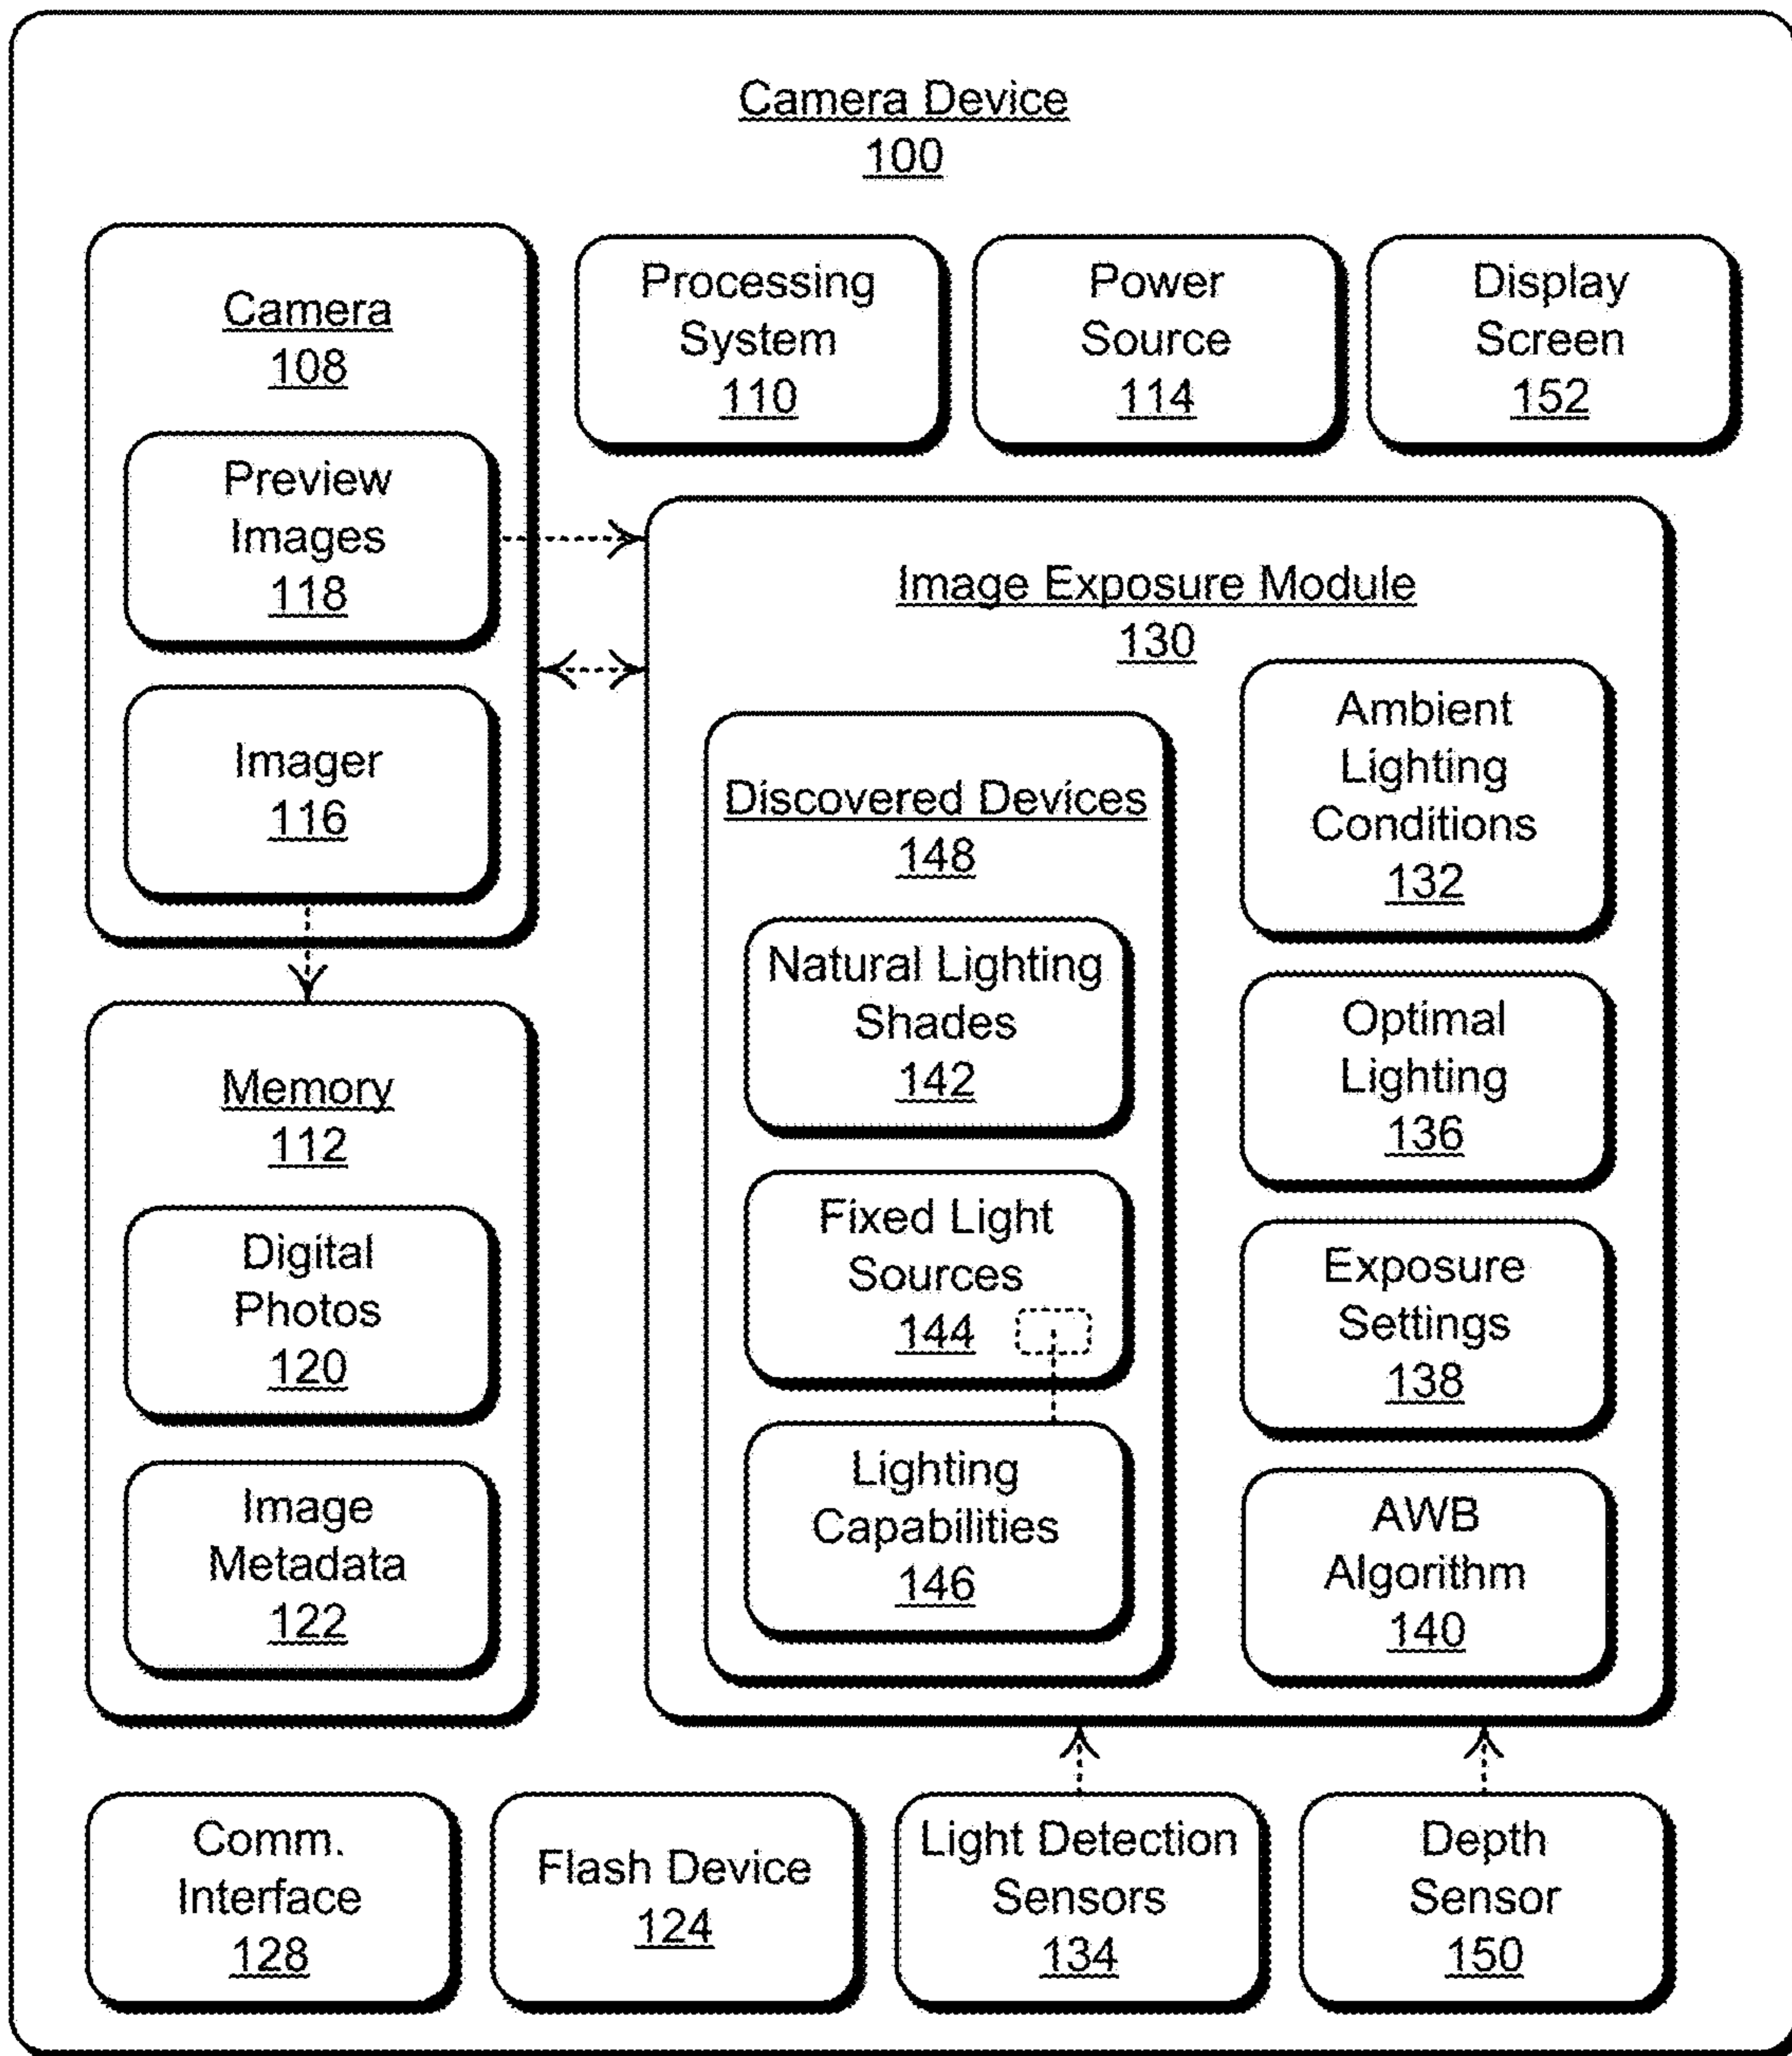 Camera Device
100
Camera
108
Preview
Images
118
Imager
116
Processing
System
110
Power
Source
114
Display
Screen
152
Memory
112
Digital
Photos
120
Image
Metadata
122
Image Exposure Module
130
Discovered Devices
148
Natural Lighting
Shades
142
Fixed Light
Sources
144
Lighting
Capabilities
146
Ambient
Lighting
Conditions
132
Optimal
Lighting
136
Exposure
Settings
138
AWB
Algorithm
140
Comm.
Interface
128
Flash Device
124
Light Detection
Sensors
134
Depth
Sensor
150